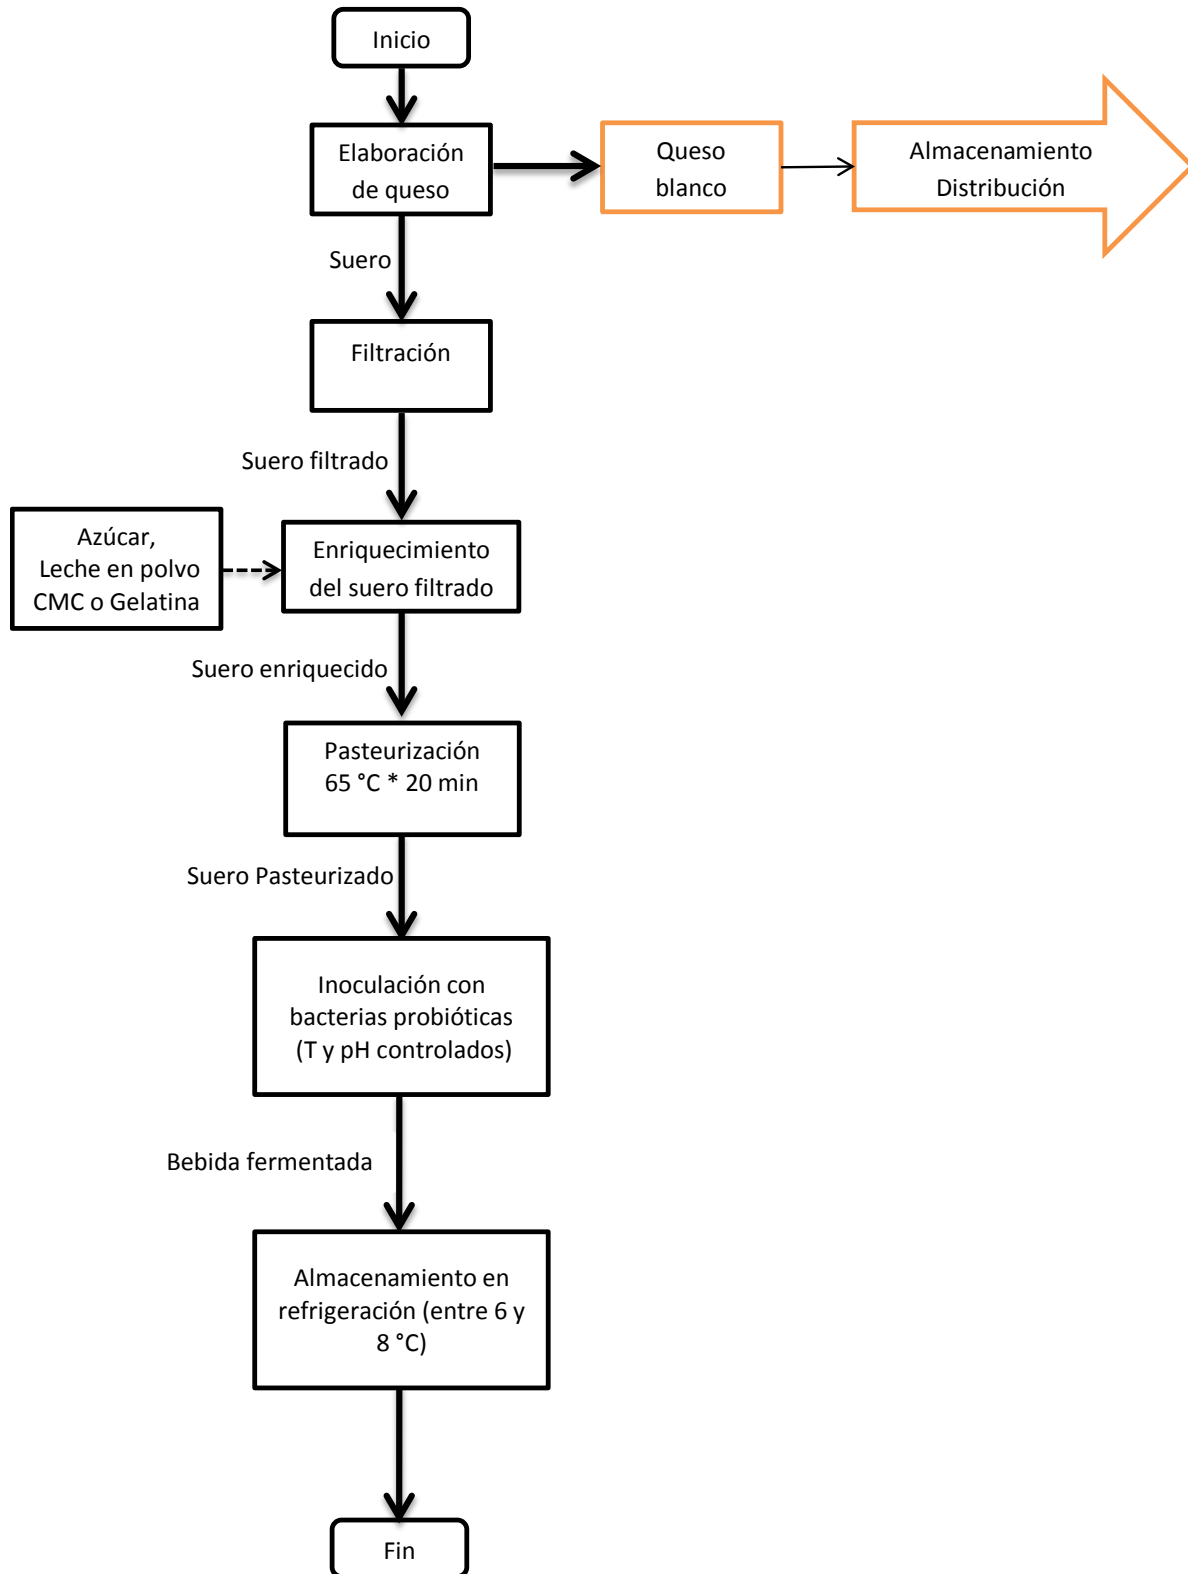 Inicio
Elaboración
de queso
Queso
blanco
Almacenamiento
Distribución
Suero
Filtración
Suero filtrado
Azúcar,
Leche en polvo
CMC o Gelatina
Enriquecimiento
del suero filtrado
Suero enriquecido
Pasteurización
65 °C * 20 min
Suero Pasteurizado
Inoculación con
bacterias probióticas
(T y pH controlados)
Bebida fermentada
Almacenamiento en
refrigeración (entre 6 y
8 °C)
Fin